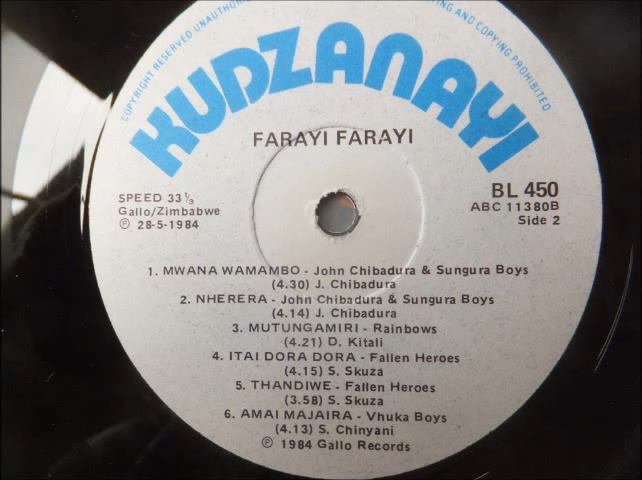 COPYRIGHT RESERVED UNAUTHOR
ING AND COPYING PROHIBITED
KUDZANAYI
FARAYI FARAYI
SPEED 33⅓
Gallo/Zimbabwe
℗ 28-5-1984
BL 450
ABC 11380B
Side 2
1. MWANA WAMAMBO - John Chibadura & Sungura Boys
(4.30) J. Chibadura
2. NHERERA - John Chibadura & Sungura Boys
(4.14) J. Chibadura
3. MUTUNGAMIRI - Rainbows
(4.21) D. Kitali
4. ITAI DORA DORA - Fallen Heroes
(4.15) S. Skuza
5. THANDIWE - Fallen Heroes
(3.58) S. Skuza
6. AMAI MAJAIRA - Vhuka Boys
(4.13) S. Chinyani
℗ 1984 Gallo Records